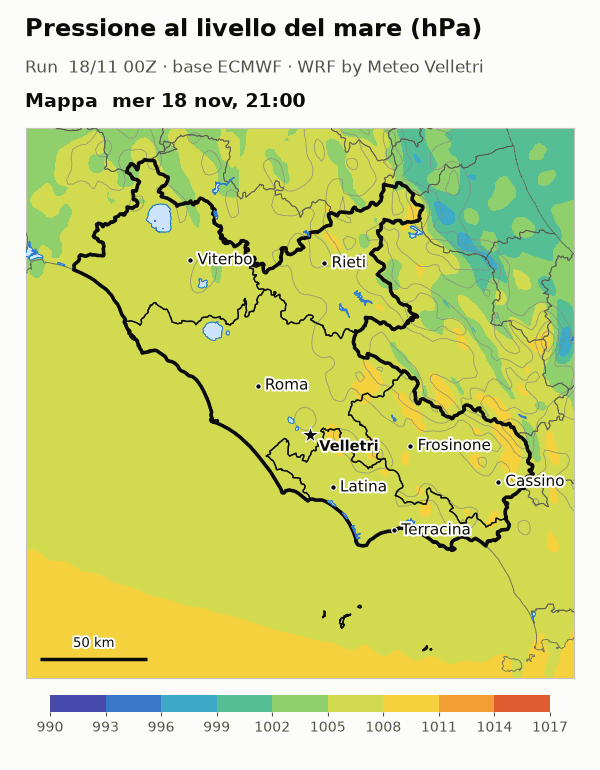 Pressione al livello del mare (hPa)
Run  18/11 00Z · base ECMWF · WRF by Meteo Velletri
Mappa  mer 18 nov, 21:00
Viterbo
Rieti
Roma
Velletri
Frosinone
Cassino
Latina
Terracina
50 km
990 993 996 999 1002 1005 1008 1011 1014 1017